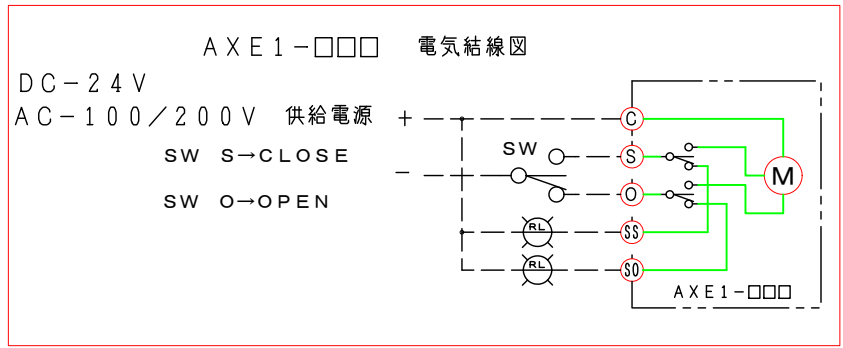 AXE1-□□□ 電気結線図
DC-24V
AC-100/200V 供給電源 +
-
SW S→CLOSE
SW O→OPEN
SW
C
S
O
SS
SO
RL
RL
M
AXE1-□□□